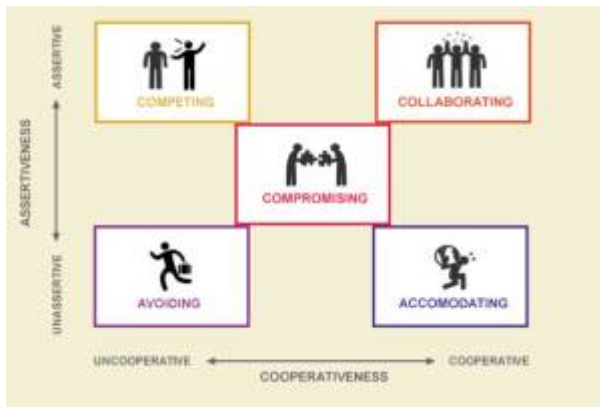 ASSERTIVE
COMPETING
COLLABORATING
ASSERTIVENESS
COMPROMISING
UNASSERTIVE
AVOIDING
ACCOMODATING
UNCOOPERATIVE
COOPERATIVE
COOPERATIVENESS